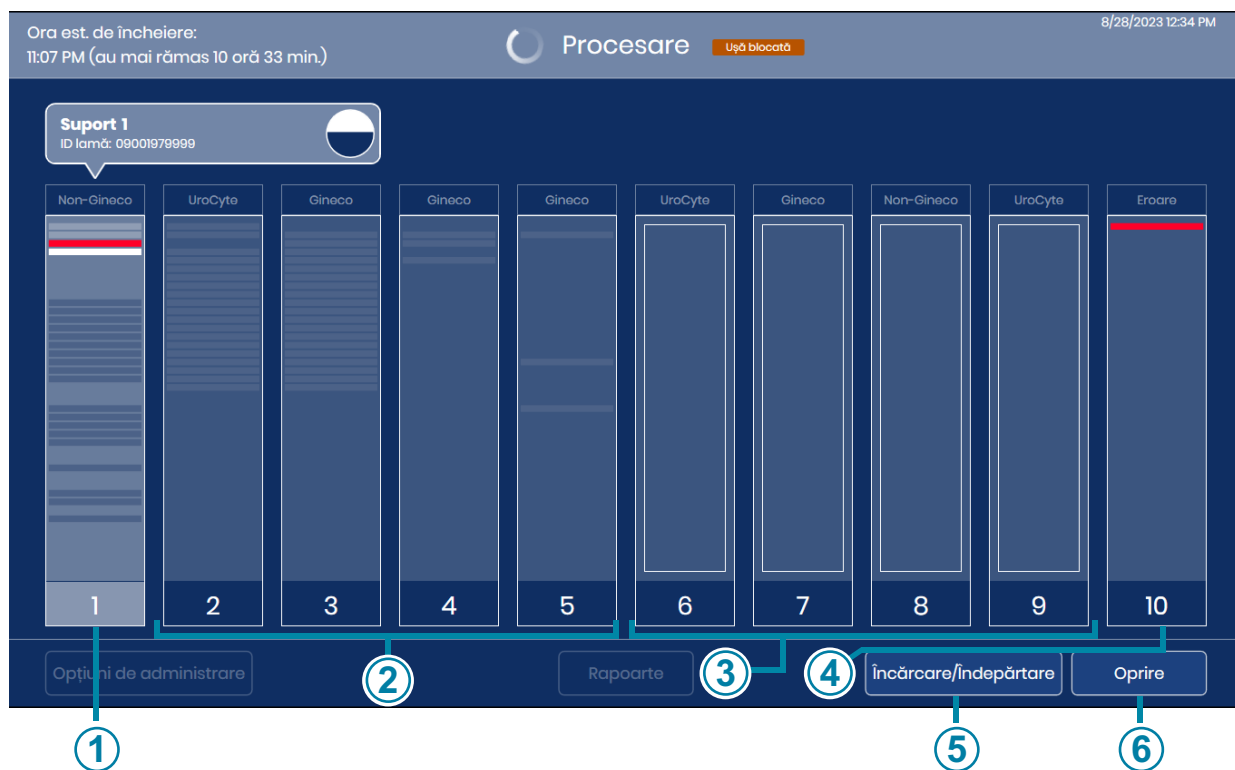 8/28/2023 12:34 PM
Ora est. de încheiere:
11:07 PM (au mai rămas 10 oră 33 min.)
Procesare
Ușă blocată
Suport 1
ID lamă: 09001979999
Non-Gineco
UroCyte
Gineco
Gineco
Gineco
UroCyte
Gineco
Non-Gineco
UroCyte
Eroare
1
2
3
4
5
6
7
8
9
10
Opțiuni de administrare
Rapoarte
Încărcare/Îndepărtare
Oprire
2
3
4
1
5
6